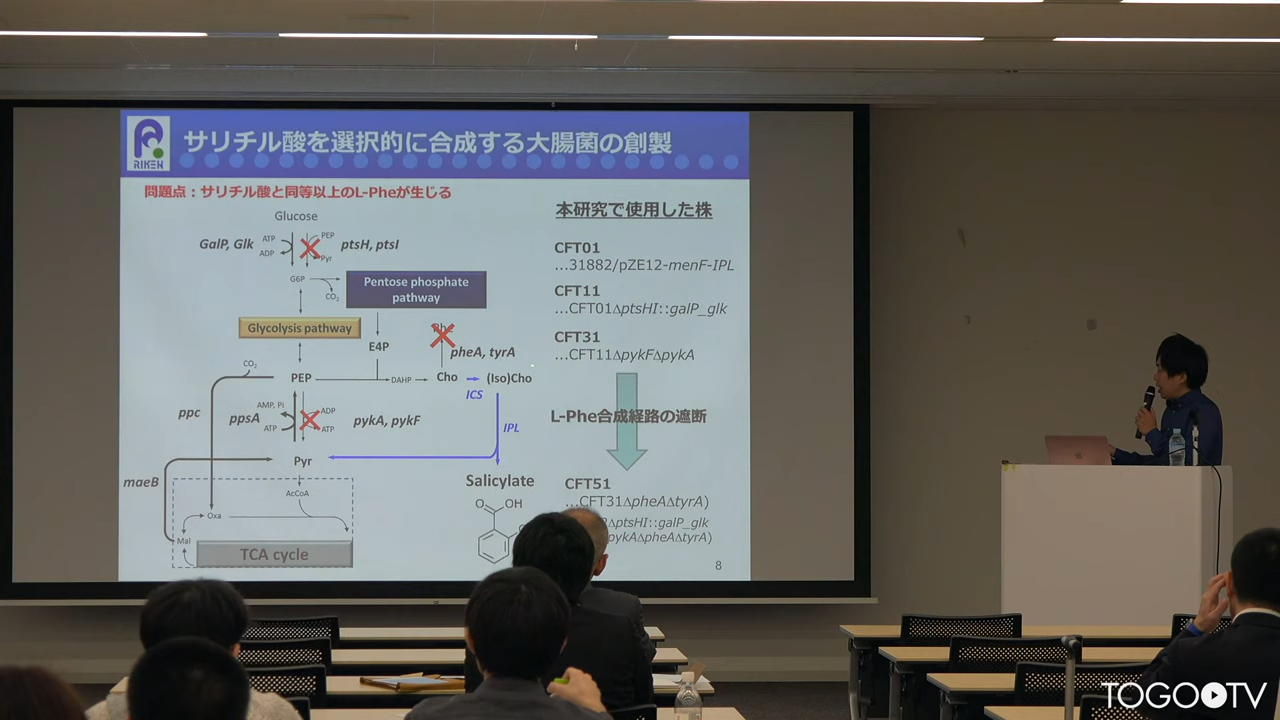 RIKEN
サリチル酸を選択的に合成する大腸菌の創製
問題点：サリチル酸と同等以上のL-Pheが生じる
Glucose
GalP, Glk
ATP
ADP
PEP
Pyr
ptsH, ptsI
G6P
CO2
Pentose phosphate
pathway
Glycolysis pathway
E4P
pheA, tyrA
CO2
PEP
DAHP
Cho
(Iso)Cho
ICS
ppc
ppsA
AMP, Pi
ATP
ADP
ATP
pykA, pykF
IPL
Pyr
maeB
AcCoA
Oxa
Mal
TCA cycle
Salicylate
O
OH
本研究で使用した株
CFT01
…31882/pZE12-menF-IPL
CFT11
…CFT01ΔptsHI::galP_glk
CFT31
…CFT11ΔpykFΔpykA
L-Phe合成経路の遮断
CFT51
…CFT31ΔpheAΔtyrA)
ΔptsHI::galP_glk
pykAΔpheAΔtyrA)
8
TOGOTV